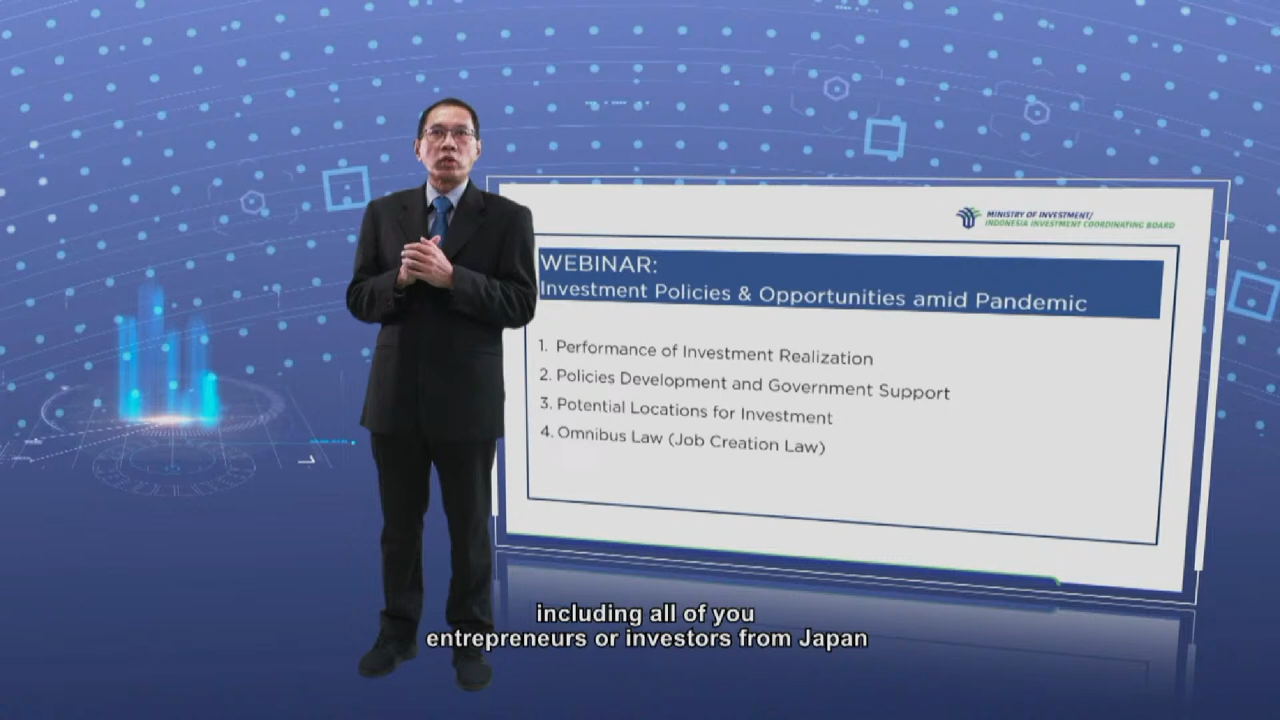 MINISTRY OF INVESTMENT/
INDONESIA INVESTMENT COORDINATING BOARD
WEBINAR:
Investment Policies & Opportunities amid Pandemic
1. Performance of Investment Realization
2. Policies Development and Government Support
3. Potential Locations for Investment
4. Omnibus Law (Job Creation Law)
including all of you
entrepreneurs or investors from Japan